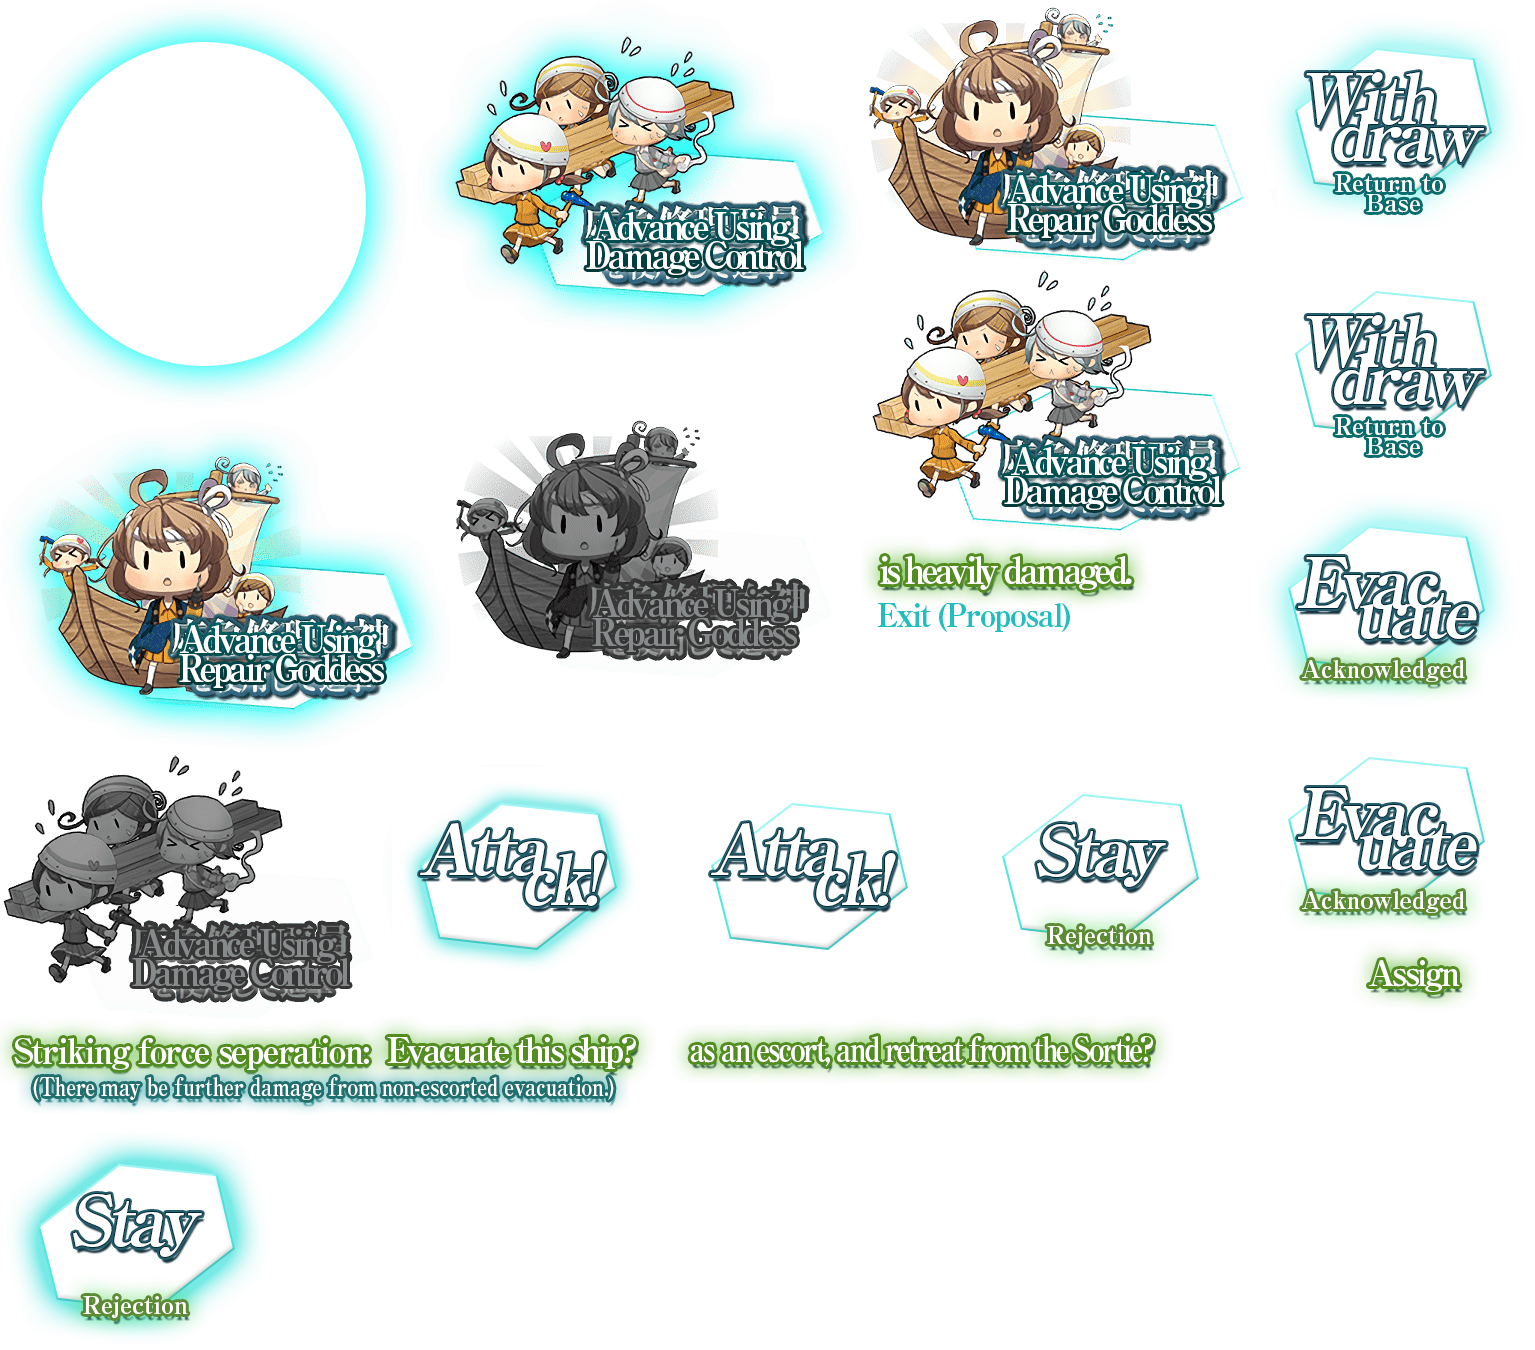 Advance Using
Damage Control
Advance Using
Repair Goddess
With
draw
Return to
Base
Advance Using
Damage Control
With
draw
Return to
Base
Advance Using
Repair Goddess
Advance Using
Repair Goddess
is heavily damaged.
Exit (Proposal)
Evac
uate
Acknowledged
Advance Using
Damage Control
Atta
ck!
Atta
ck!
Stay
Rejection
Evac
uate
Acknowledged
Assign
Striking force seperation: Evacuate this ship?
(There may be further damage from non-escorted evacuation.)
as an escort, and retreat from the Sortie?
Stay
Rejection